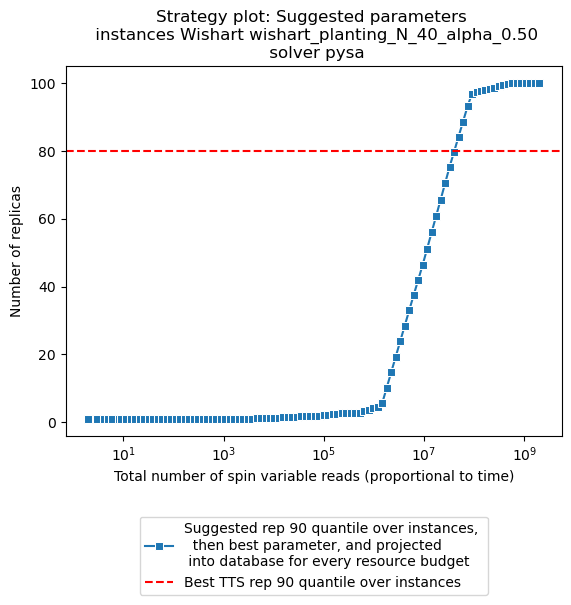 Strategy plot: Suggested parameters
instances Wishart wishart_planting_N_40_alpha_0.50
solver pysa
100
80
60
40
20
0
Number of replicas
10^1
10^3
10^5
10^7
10^9
Total number of spin variable reads (proportional to time)
Suggested rep 90 quantile over instances,
then best parameter, and projected
into database for every resource budget
Best TTS rep 90 quantile over instances